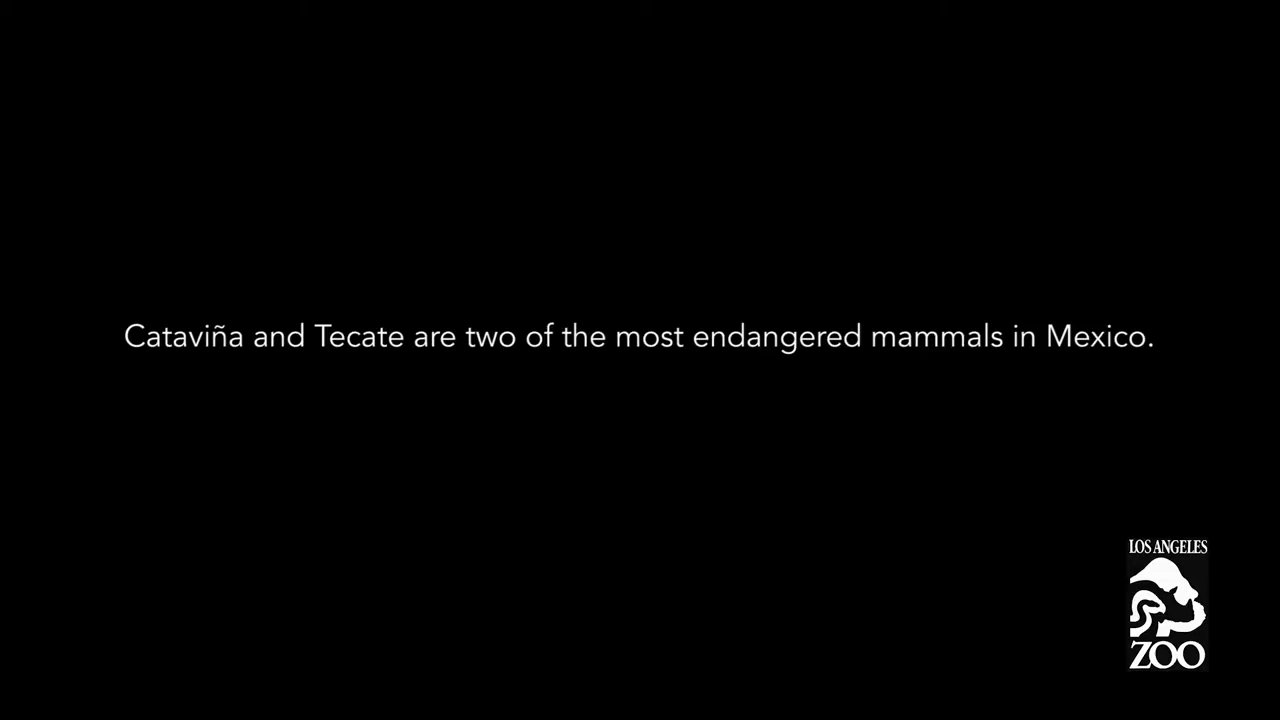 Cataviña and Tecate are two of the most endangered mammals in Mexico.
LOS ANGELES
ZOO